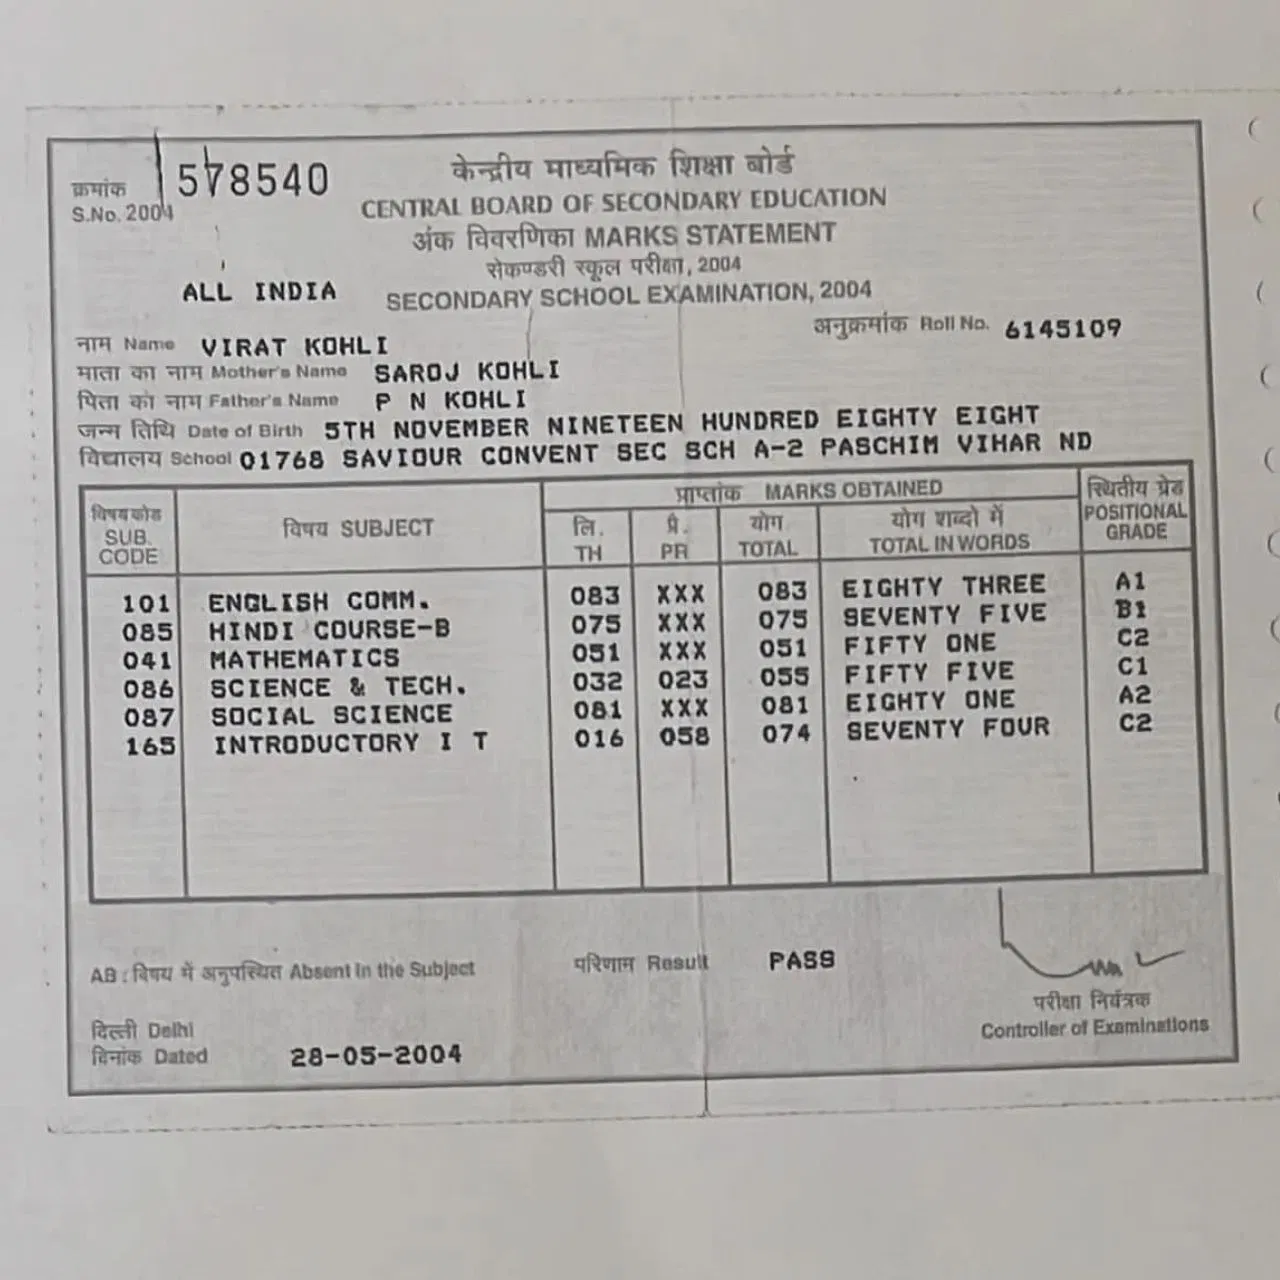 क्रमांक 578540
S.No. 2004
केन्द्रीय माध्यमिक शिक्षा बोर्ड
CENTRAL BOARD OF SECONDARY EDUCATION
अंक विवरणिका MARKS STATEMENT
सेकण्डरी स्कूल परीक्षा, 2004
ALL INDIA SECONDARY SCHOOL EXAMINATION, 2004
अनुक्रमांक Roll No. 6145109
नाम Name VIRAT KOHLI
माता का नाम Mother's Name SAROJ KOHLI
पिता का नाम Father's Name P N KOHLI
जन्म तिथि Date of Birth 5TH NOVEMBER NINETEEN HUNDRED EIGHTY EIGHT
विद्यालय School 01768 SAVIOUR CONVENT SEC SCH A-2 PASCHIM VIHAR ND
विषय कोड SUB. CODE विषय SUBJECT प्राप्तांक MARKS OBTAINED स्थितीय ग्रेड POSITIONAL GRADE
लि. TH प्रै. PR योग TOTAL योग शब्दो में TOTAL IN WORDS
101 ENGLISH COMM. 083 XXX 083 EIGHTY THREE A1
085 HINDI COURSE-B 075 XXX 075 SEVENTY FIVE B1
041 MATHEMATICS 051 XXX 051 FIFTY ONE C2
086 SCIENCE & TECH. 032 023 055 FIFTY FIVE C1
087 SOCIAL SCIENCE 081 XXX 081 EIGHTY ONE A2
165 INTRODUCTORY I T 016 058 074 SEVENTY FOUR C2
AB : विषय में अनुपस्थित Absent in the Subject परिणाम Result PASS
परीक्षा नियंत्रक
Controller of Examinations
दिल्ली Delhi
दिनांक Dated 28-05-2004